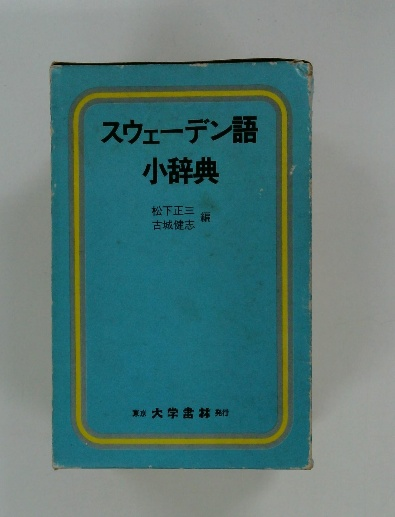 スウェーデン語
小辞典
松下正三
古城健志 編
東京 大学書林 発行